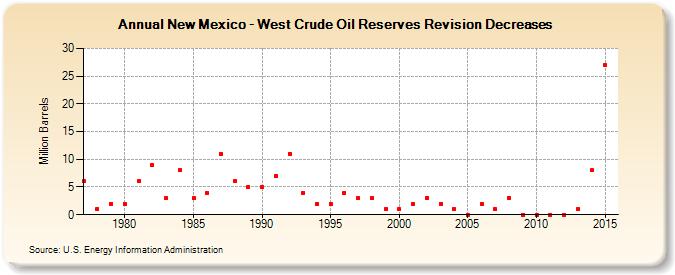 Annual New Mexico - West Crude Oil Reserves Revision Decreases
Million Barrels
30
25
20
15
10
5
0
1980 1985 1990 1995 2000 2005 2010 2015
Source: U.S. Energy Information Administration